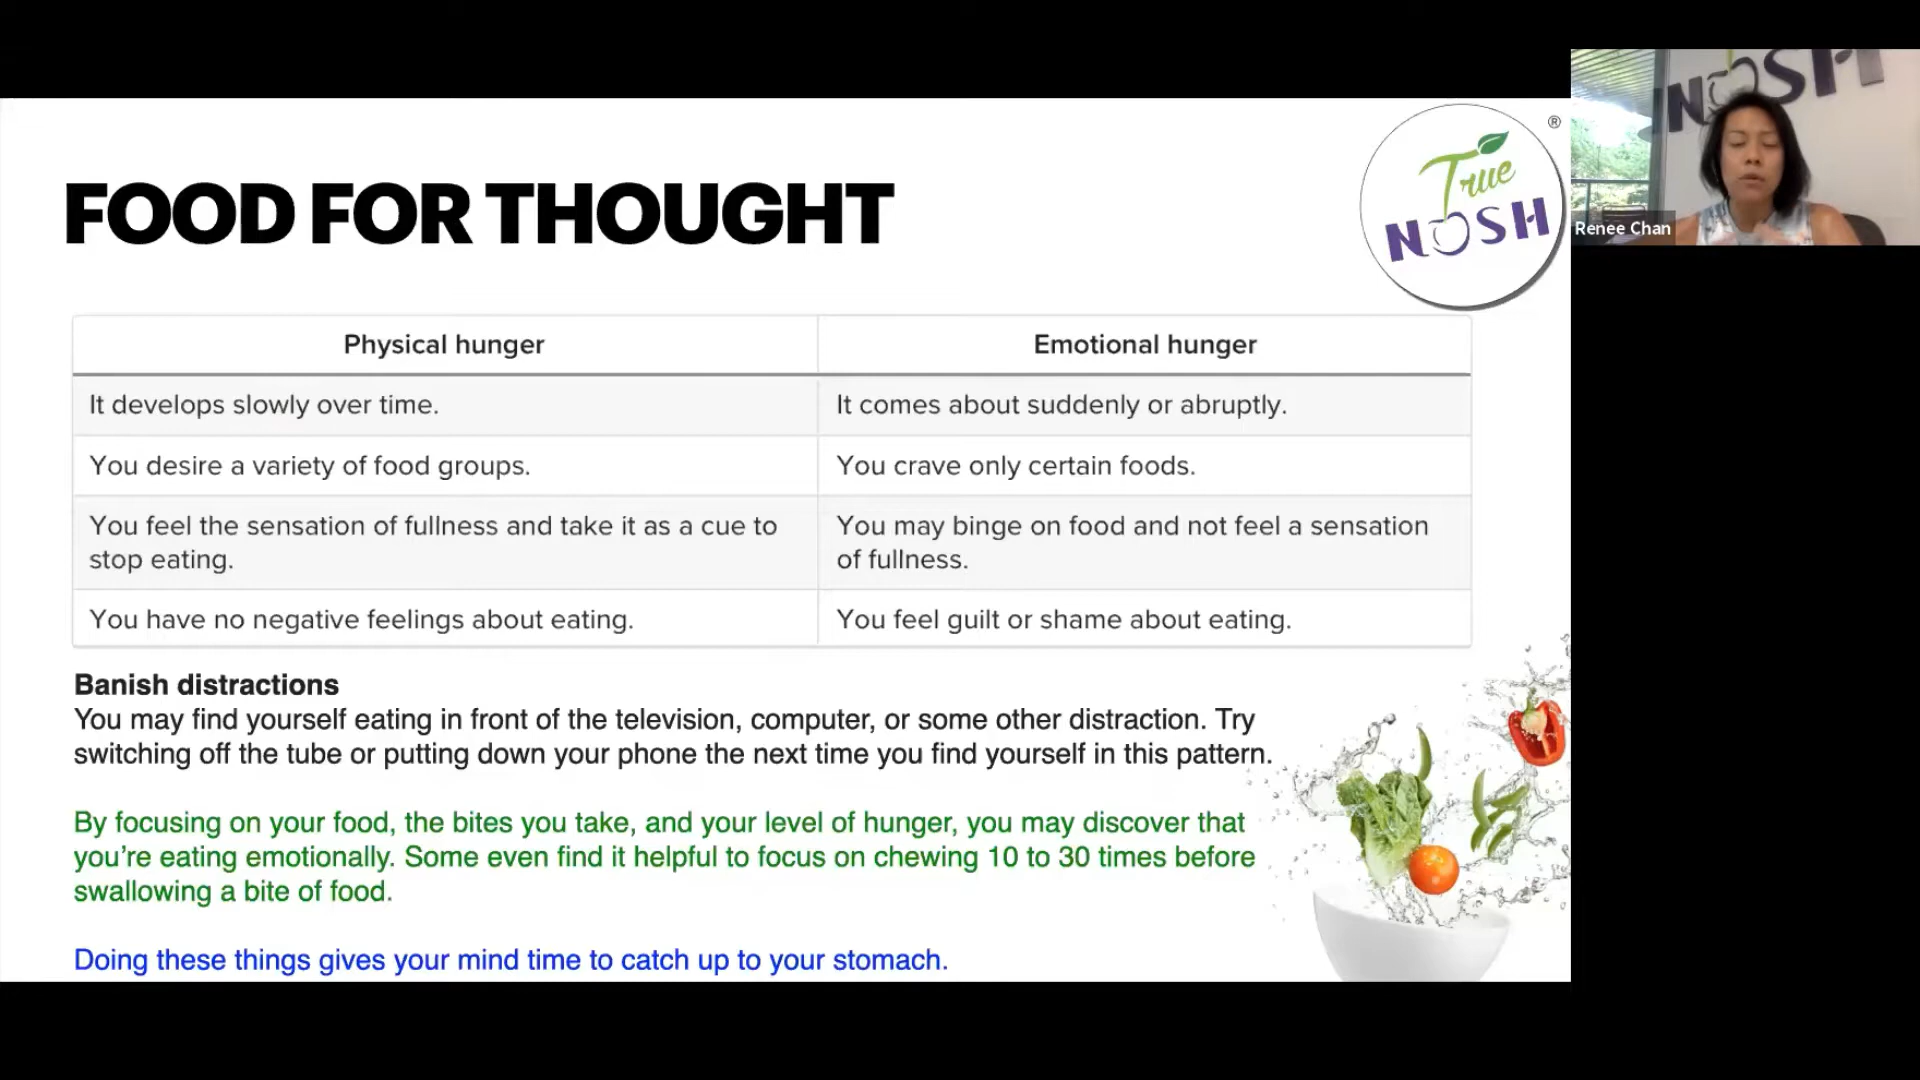 FOOD FOR THOUGHT
True
NOSH
®
NOSH
Renee Chan
Physical hunger
Emotional hunger
It develops slowly over time.
It comes about suddenly or abruptly.
You desire a variety of food groups.
You crave only certain foods.
You feel the sensation of fullness and take it as a cue to
stop eating.
You may binge on food and not feel a sensation
of fullness.
You have no negative feelings about eating.
You feel guilt or shame about eating.
Banish distractions
You may find yourself eating in front of the television, computer, or some other distraction. Try
switching off the tube or putting down your phone the next time you find yourself in this pattern.
By focusing on your food, the bites you take, and your level of hunger, you may discover that
you’re eating emotionally. Some even find it helpful to focus on chewing 10 to 30 times before
swallowing a bite of food.
Doing these things gives your mind time to catch up to your stomach.